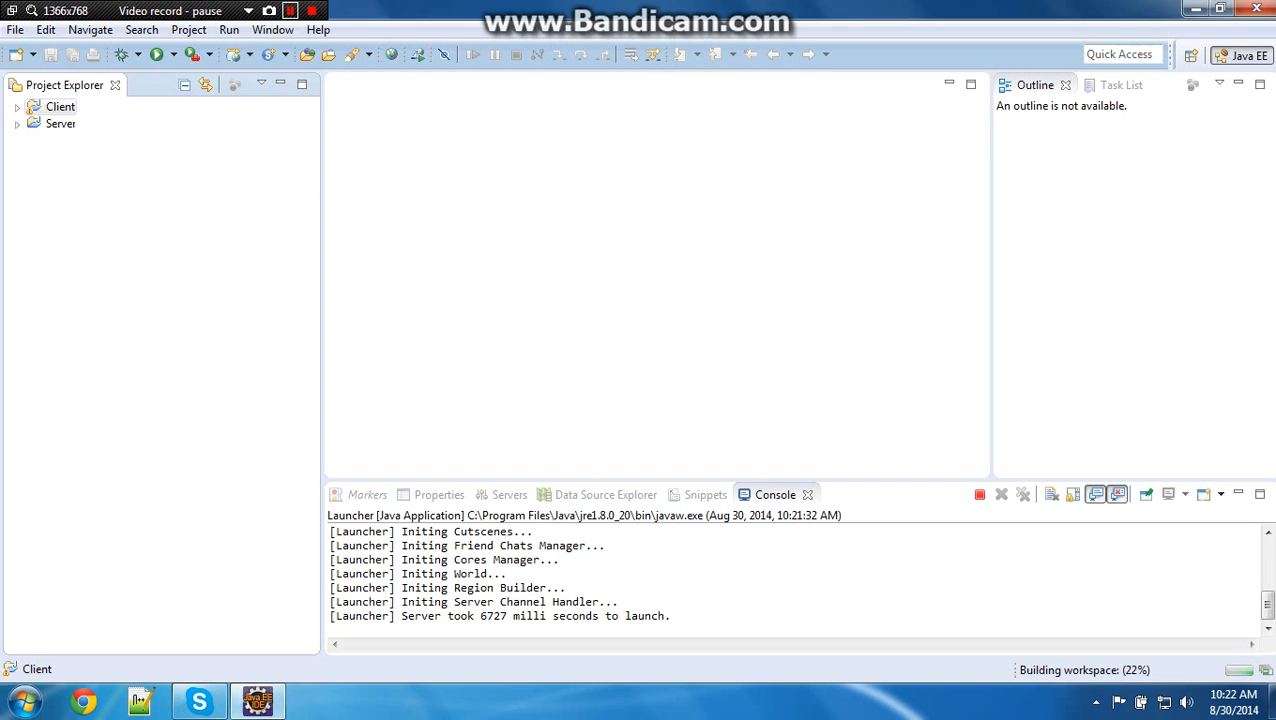 1366x768 Video record - pause
www.Bandicam.com
File Edit Navigate Search Project Run Window Help
Quick Access Java EE
Project Explorer
Outline Task List
Client
An outline is not available.
Server
Markers Properties Servers Data Source Explorer Snippets Console
Launcher [Java Application] C:\Program Files\Java\jre1.8.0_20\bin\javaw.exe (Aug 30, 2014, 10:21:32 AM)
[Launcher] Initing Cutscenes...
[Launcher] Initing Friend Chats Manager...
[Launcher] Initing Cores Manager...
[Launcher] Initing World...
[Launcher] Initing Region Builder...
[Launcher] Initing Server Channel Handler...
[Launcher] Server took 6727 milli seconds to launch.
Client Building workspace: (22%)
Java EE
IDE
10:22 AM
8/30/2014